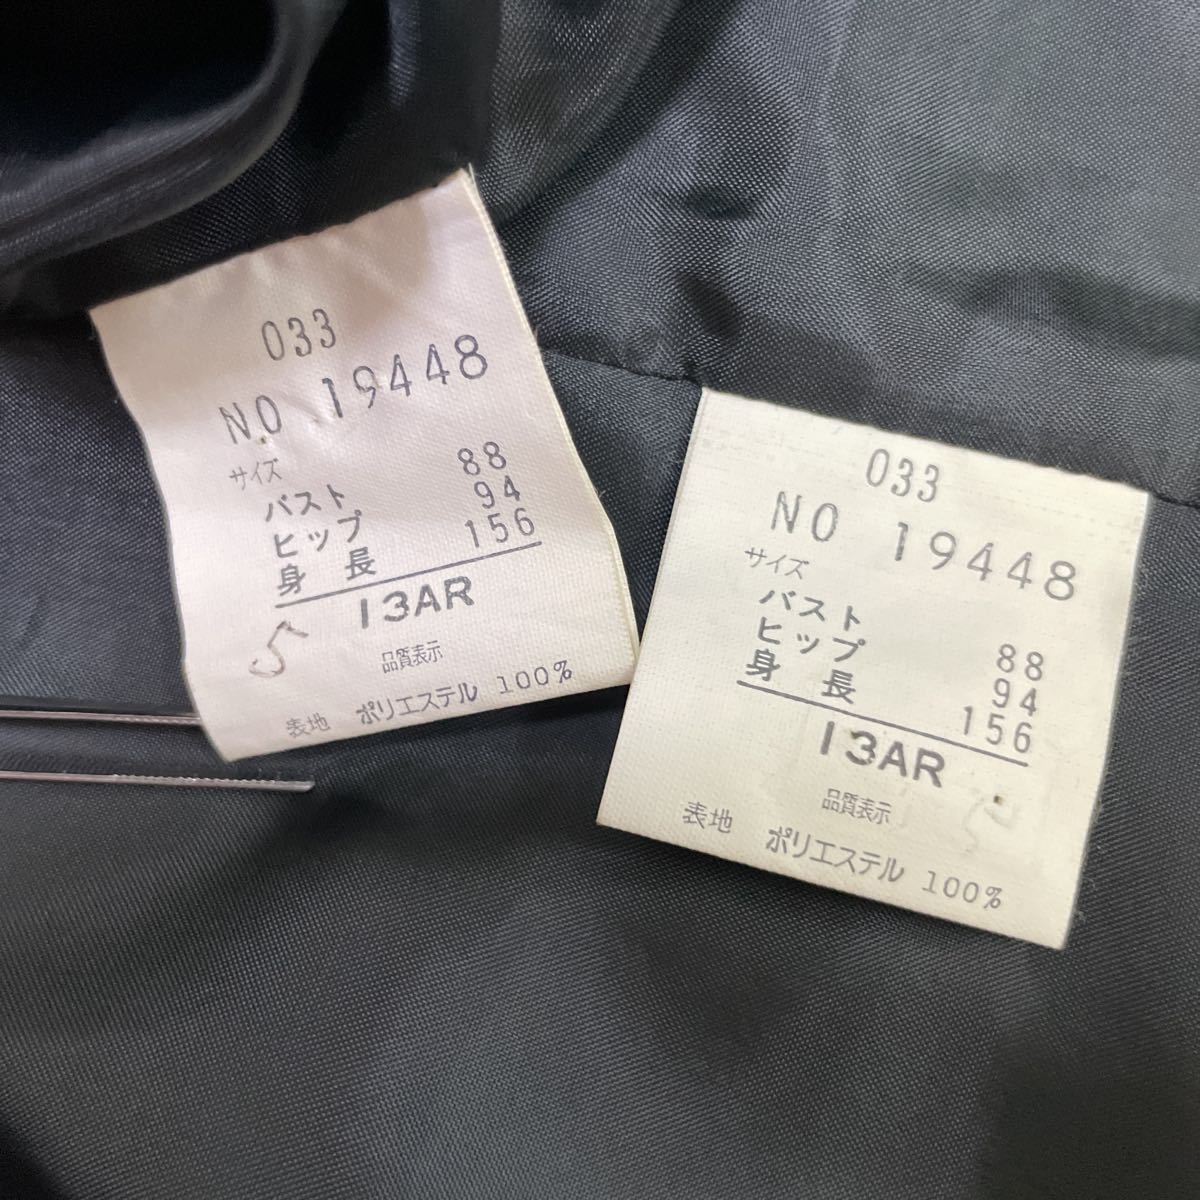 033
NO 19448
サイズ
バスト 88
ヒップ 94
身長 156
13AR
5
品質表示
表地 ポリエステル 100%
033
NO 19448
サイズ
バスト 88
ヒップ 94
身長 156
13AR
品質表示
表地 ポリエステル 100%